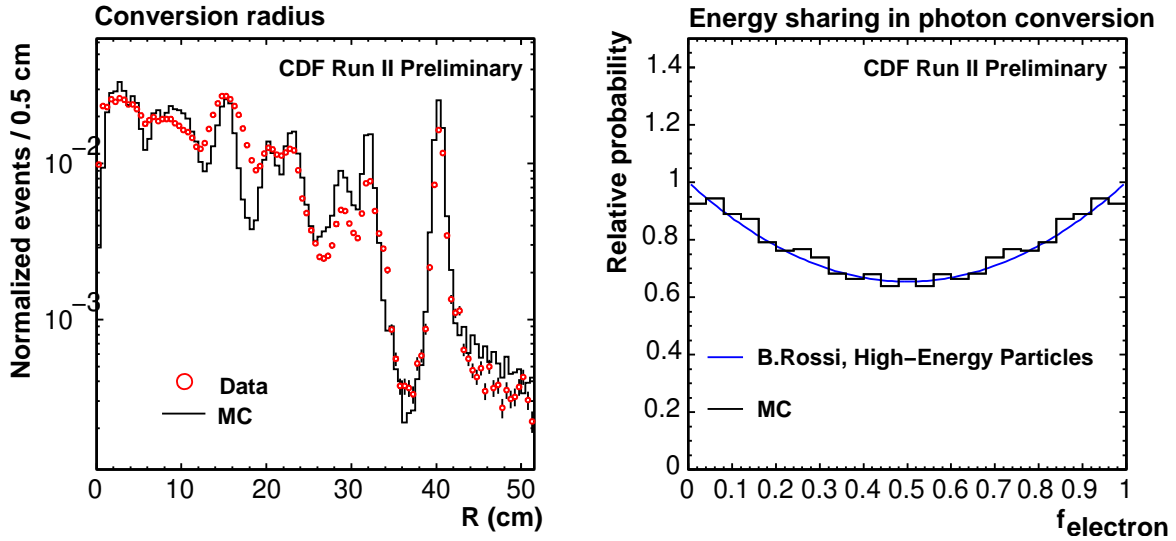 Conversion radius
CDF Run II Preliminary
Normalized events / 0.5 cm
10−2
10−3
Data
MC
0 10 20 30 40 50
R (cm)
Energy sharing in photon conversion
CDF Run II Preliminary
Relative probability
1.4
1.2
1
0.8
0.6
0.4
0.2
0
B.Rossi, High−Energy Particles
MC
0 0.1 0.2 0.3 0.4 0.5 0.6 0.7 0.8 0.9 1
felectron